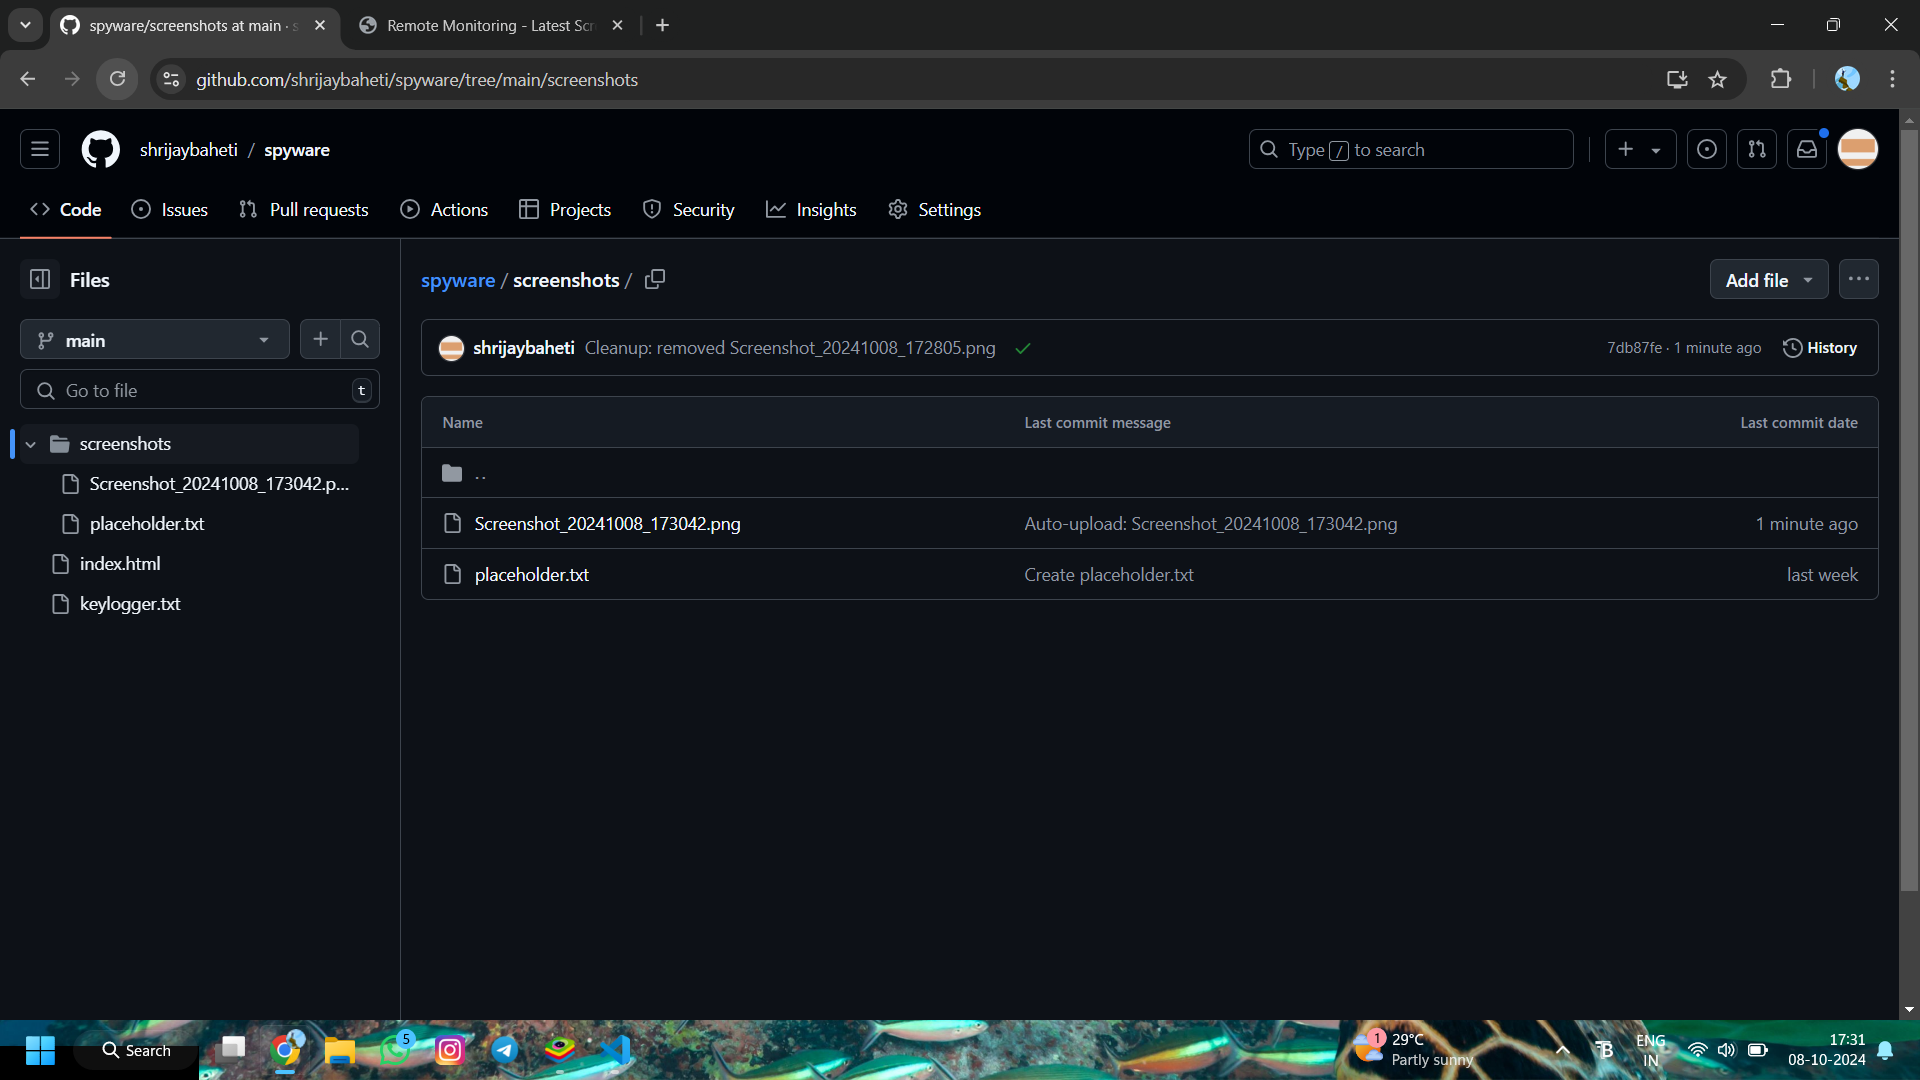 spyware/screenshots at main · s
Remote Monitoring - Latest Scr
github.com/shrijaybaheti/spyware/tree/main/screenshots
shrijaybaheti / spyware
Type / to search
Code Issues Pull requests Actions Projects Security Insights Settings
Files
spyware / screenshots /
Add file
main
shrijaybaheti Cleanup: removed Screenshot_20241008_172805.png
7db87fe · 1 minute ago History
Go to file t
Name Last commit message Last commit date
screenshots
..
Screenshot_20241008_173042.p...
Screenshot_20241008_173042.png Auto-upload: Screenshot_20241008_173042.png 1 minute ago
placeholder.txt
placeholder.txt Create placeholder.txt last week
index.html
keylogger.txt
Search
5
1
29°C
Partly sunny
ENG
IN
17:31
08-10-2024